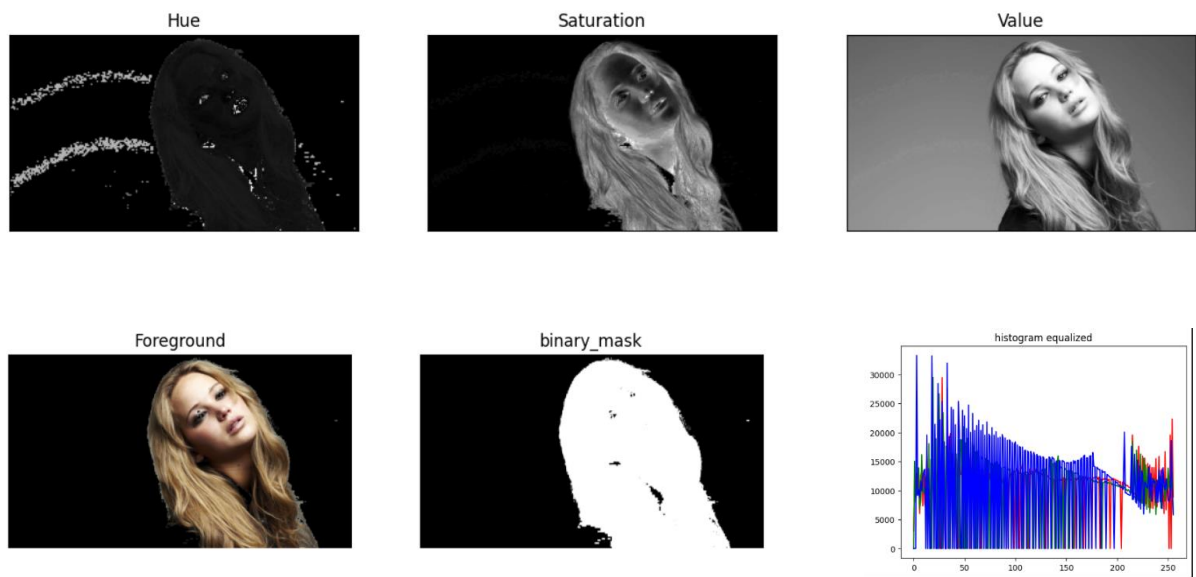 Hue
Saturation
Value
Foreground
binary_mask
histogram equalized
30000
25000
20000
15000
10000
5000
0
0 50 100 150 200 250